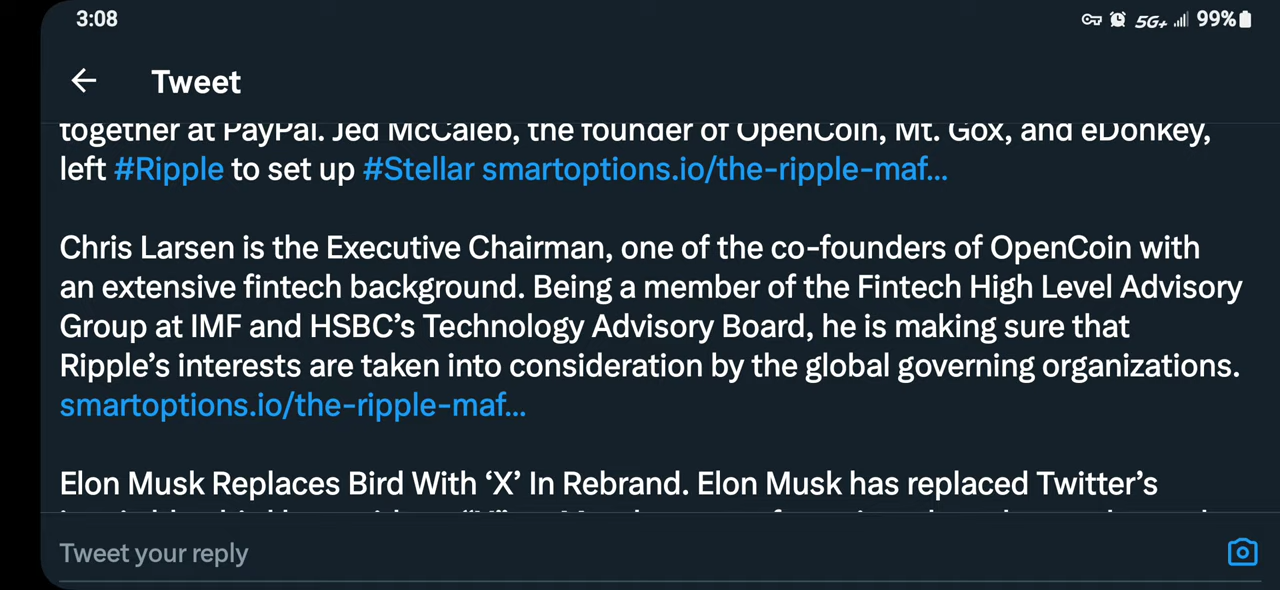 3:08
5G+ 99%
Tweet
together at PayPal. Jed McCaleb, the founder of OpenCoin, Mt. Gox, and eDonkey,
left #Ripple to set up #Stellar smartoptions.io/the-ripple-maf...
Chris Larsen is the Executive Chairman, one of the co-founders of OpenCoin with
an extensive fintech background. Being a member of the Fintech High Level Advisory
Group at IMF and HSBC’s Technology Advisory Board, he is making sure that
Ripple’s interests are taken into consideration by the global governing organizations.
smartoptions.io/the-ripple-maf...
Elon Musk Replaces Bird With ‘X’ In Rebrand. Elon Musk has replaced Twitter’s
Tweet your reply